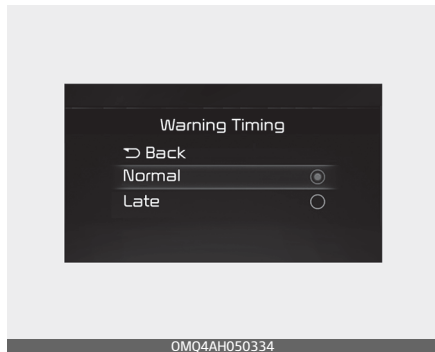 Warning Timing
⮌ Back
Normal
Late
OMQ4AH050334